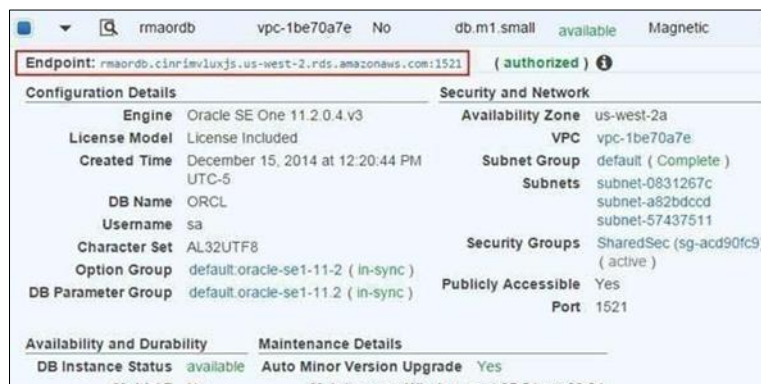 rmaordb vpc-1be70a7e No db.m1.small available Magnetic
Endpoint: rmaordb.cinrimvluxjs.us-west-2.rds.amazonaws.com:1521 ( authorized )
Configuration Details
Engine Oracle SE One 11.2.0.4.v3
License Model License Included
Created Time December 15, 2014 at 12:20:44 PM
UTC-5
DB Name ORCL
Username sa
Character Set AL32UTF8
Option Group default:oracle-se1-11-2 ( in-sync )
DB Parameter Group default.oracle-se1-11.2 ( in-sync )
Security and Network
Availability Zone us-west-2a
VPC vpc-1be70a7e
Subnet Group default ( Complete )
Subnets subnet-0831267c
subnet-a82bdccd
subnet-57437511
Security Groups SharedSec (sg-acd90fc9)
( active )
Publicly Accessible Yes
Port 1521
Availability and Durability
DB Instance Status available
Maintenance Details
Auto Minor Version Upgrade Yes